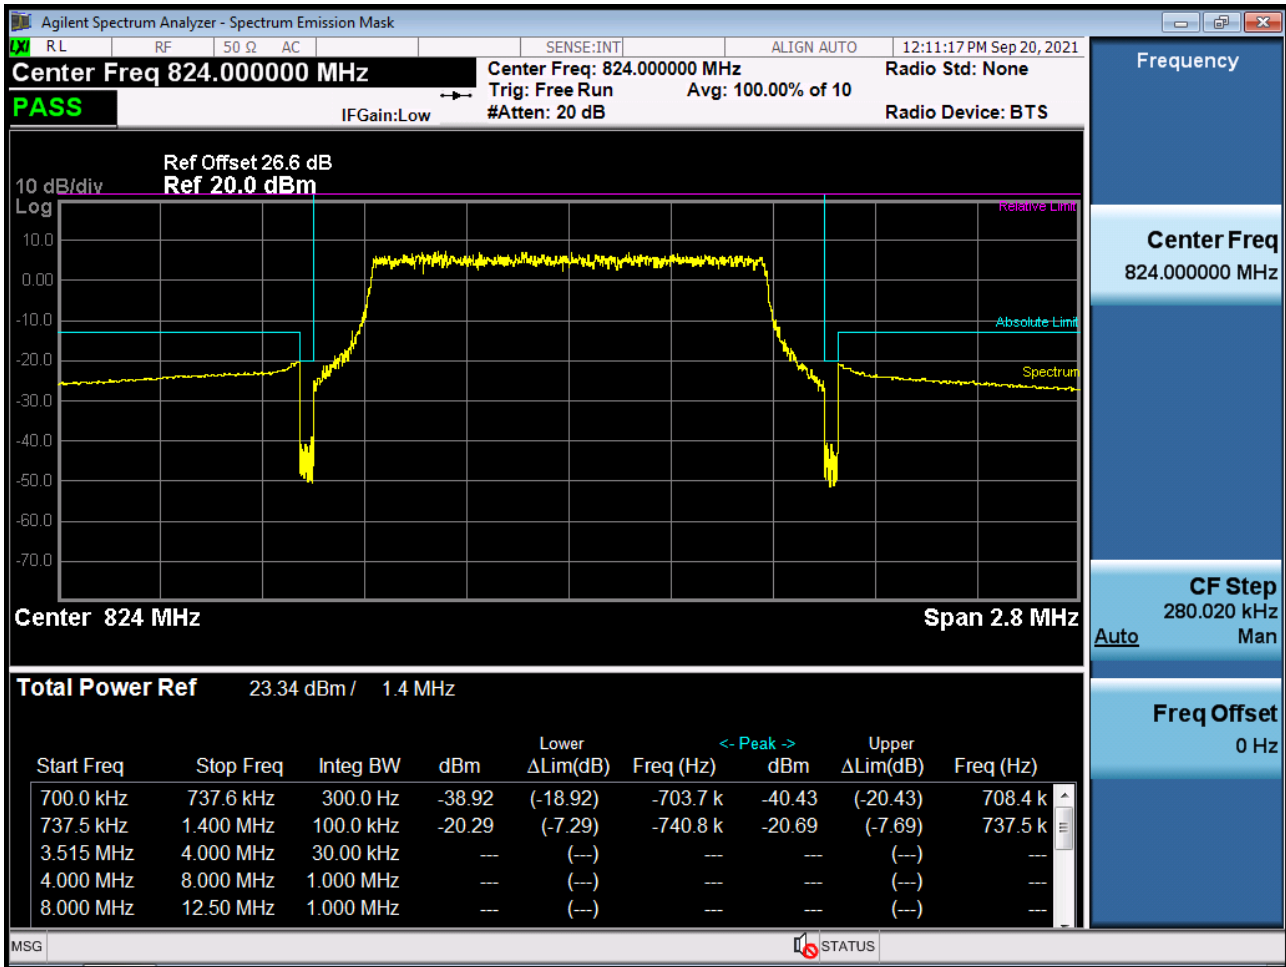 Agilent Spectrum Analyzer - Spectrum Emission Mask
LXI RL RF 50 Ω AC SENSE:INT ALIGN AUTO 12:11:17 PM Sep 20, 2021
Center Freq 824.000000 MHz Center Freq: 824.000000 MHz Radio Std: None
Trig: Free Run Avg: 100.00% of 10
PASS IFGain:Low #Atten: 20 dB Radio Device: BTS
Ref Offset 26.6 dB
10 dB/div Ref 20.0 dBm
Log
Relative Limit
10.0
0.00
-10.0
Absolute Limit
-20.0
Spectrum
-30.0
-40.0
-50.0
-60.0
-70.0
Center 824 MHz Span 2.8 MHz
Total Power Ref 23.34 dBm / 1.4 MHz
Lower <- Peak -> Upper
Start Freq Stop Freq Integ BW dBm ΔLim(dB) Freq (Hz) dBm ΔLim(dB) Freq (Hz)
700.0 kHz 737.6 kHz 300.0 Hz -38.92 (-18.92) -703.7 k -40.43 (-20.43) 708.4 k
737.5 kHz 1.400 MHz 100.0 kHz -20.29 (-7.29) -740.8 k -20.69 (-7.69) 737.5 k
3.515 MHz 4.000 MHz 30.00 kHz --- (---) --- --- (---) ---
4.000 MHz 8.000 MHz 1.000 MHz --- (---) --- --- (---) ---
8.000 MHz 12.50 MHz 1.000 MHz --- (---) --- --- (---) ---
MSG STATUS
Frequency
Center Freq
824.000000 MHz
CF Step
280.020 kHz
Auto Man
Freq Offset
0 Hz